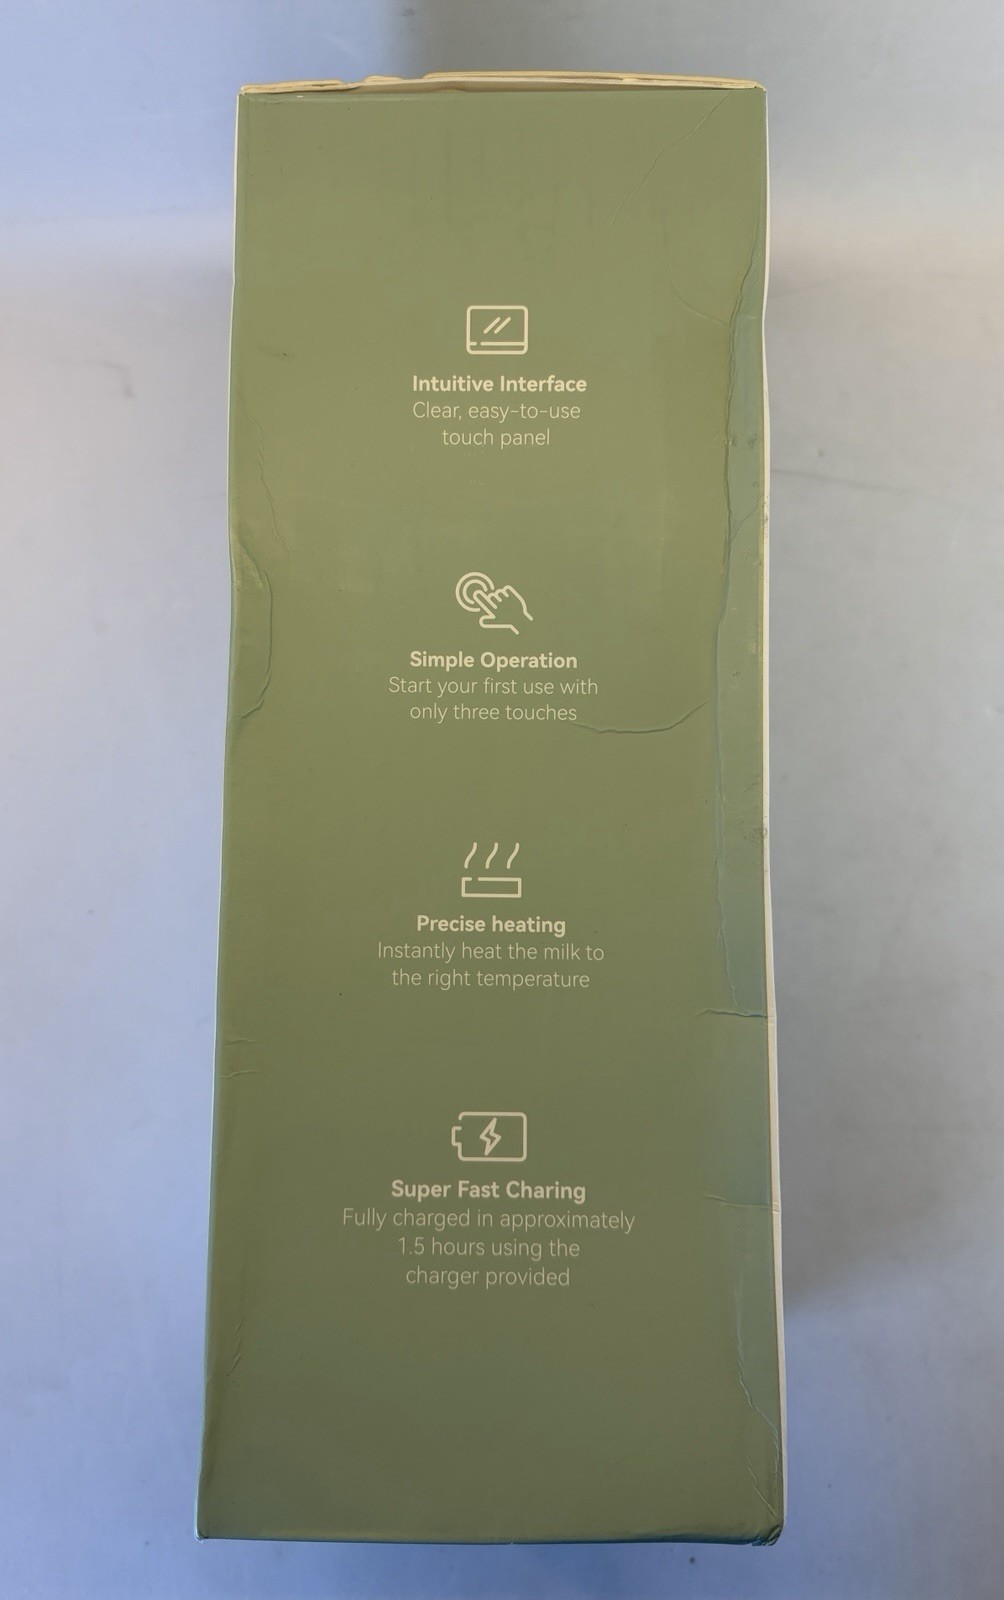 Intuitive Interface
Clear, easy-to-use
touch panel
Simple Operation
Start your first use with
only three touches
Precise heating
Instantly heat the milk to
the right temperature
Super Fast Charing
Fully charged in approximately
1.5 hours using the
charger provided